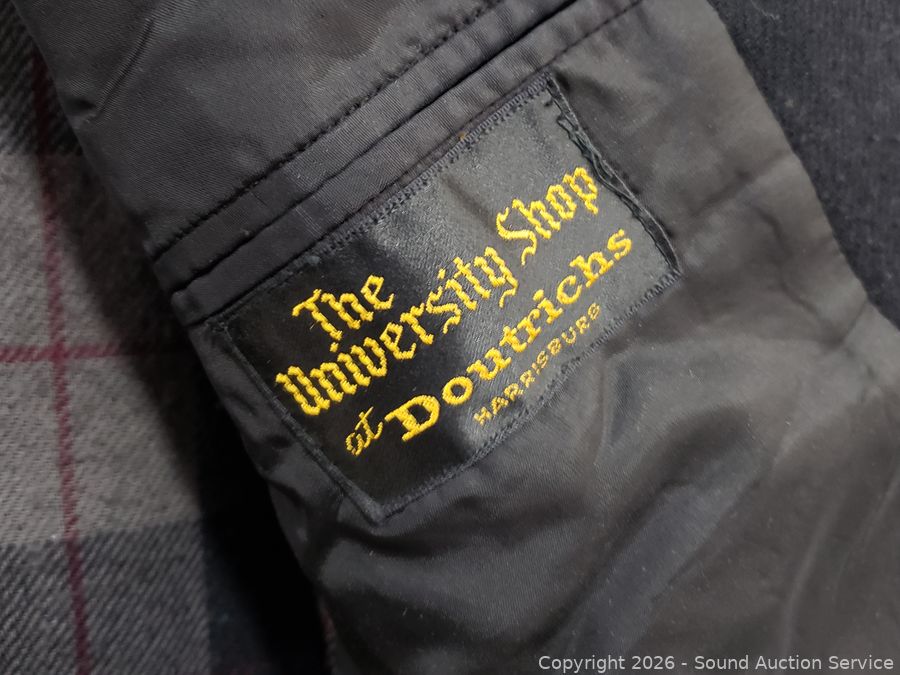 The
University Shop
at Doutrichs
HARRISBURG
Copyright 2026 - Sound Auction Service